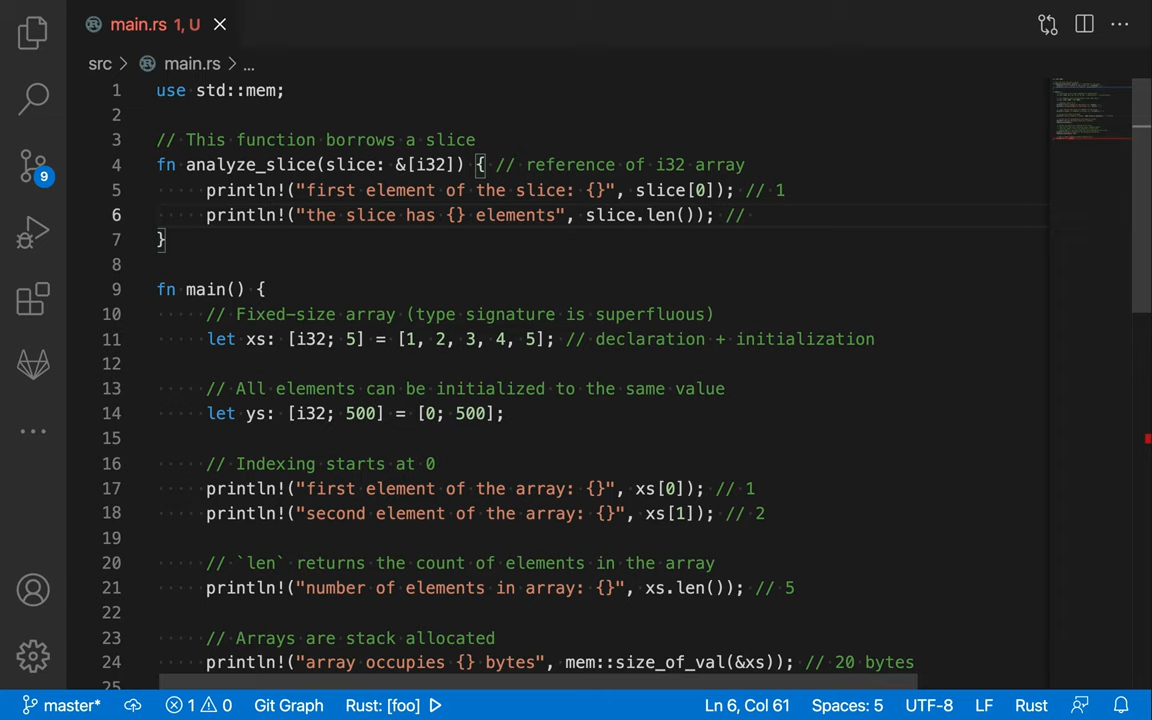 main.rs 1, U
src > main.rs > ...
9
1 use std::mem;
2
3 // This function borrows a slice
4 fn analyze_slice(slice: &[i32]) { // reference of i32 array
5 println!("first element of the slice: {}", slice[0]); // 1
6 println!("the slice has {} elements", slice.len()); //
7 }
8
9 fn main() {
10 // Fixed-size array (type signature is superfluous)
11 let xs: [i32; 5] = [1, 2, 3, 4, 5]; // declaration + initialization
12
13 // All elements can be initialized to the same value
14 let ys: [i32; 500] = [0; 500];
15
16 // Indexing starts at 0
17 println!("first element of the array: {}", xs[0]); // 1
18 println!("second element of the array: {}", xs[1]); // 2
19
20 // `len` returns the count of elements in the array
21 println!("number of elements in array: {}", xs.len()); // 5
22
23 // Arrays are stack allocated
24 println!("array occupies {} bytes", mem::size_of_val(&xs)); // 20 bytes
25
master* 1 0 Git Graph Rust: [foo] Ln 6, Col 61 Spaces: 5 UTF-8 LF Rust